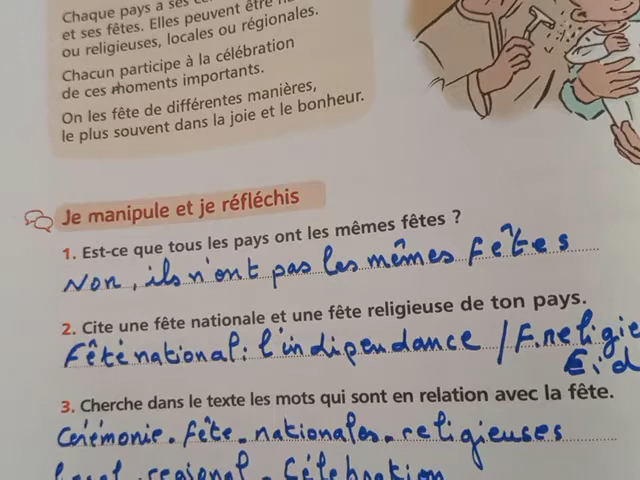 Chaque pays a ses
et ses fêtes. Elles peuvent être
ou religieuses, locales ou régionales.
Chacun participe à la célébration
de ces moments importants.
On les fête de différentes manières,
le plus souvent dans la joie et le bonheur.
Je manipule et je réfléchis
1. Est-ce que tous les pays ont les mêmes fêtes ?
Non, ils n'ont pas les mêmes fêtes
2. Cite une fête nationale et une fête religieuse de ton pays.
Fêté national : l'indipendance / F.religie
Eid
3. Cherche dans le texte les mots qui sont en relation avec la fête.
Cérémonie. fête. nationales. religieuses
local. regional. Célebration